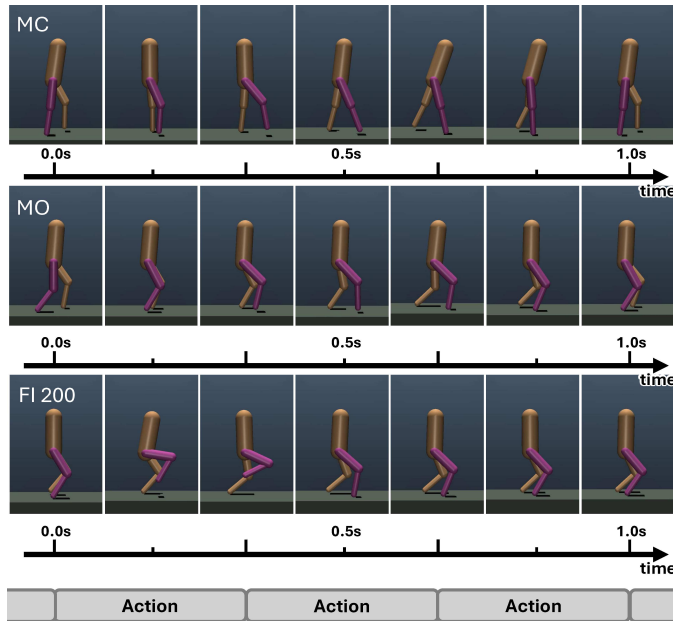 MC
0.0s 0.5s 1.0s
time
MO
0.0s 0.5s 1.0s
time
FI 200
0.0s 0.5s 1.0s
time
Action Action Action